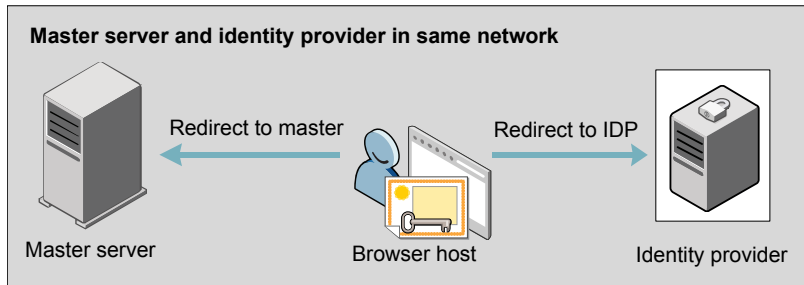 Master server and identity provider in same network
Redirect to master
Redirect to IDP
Master server
Browser host
Identity provider